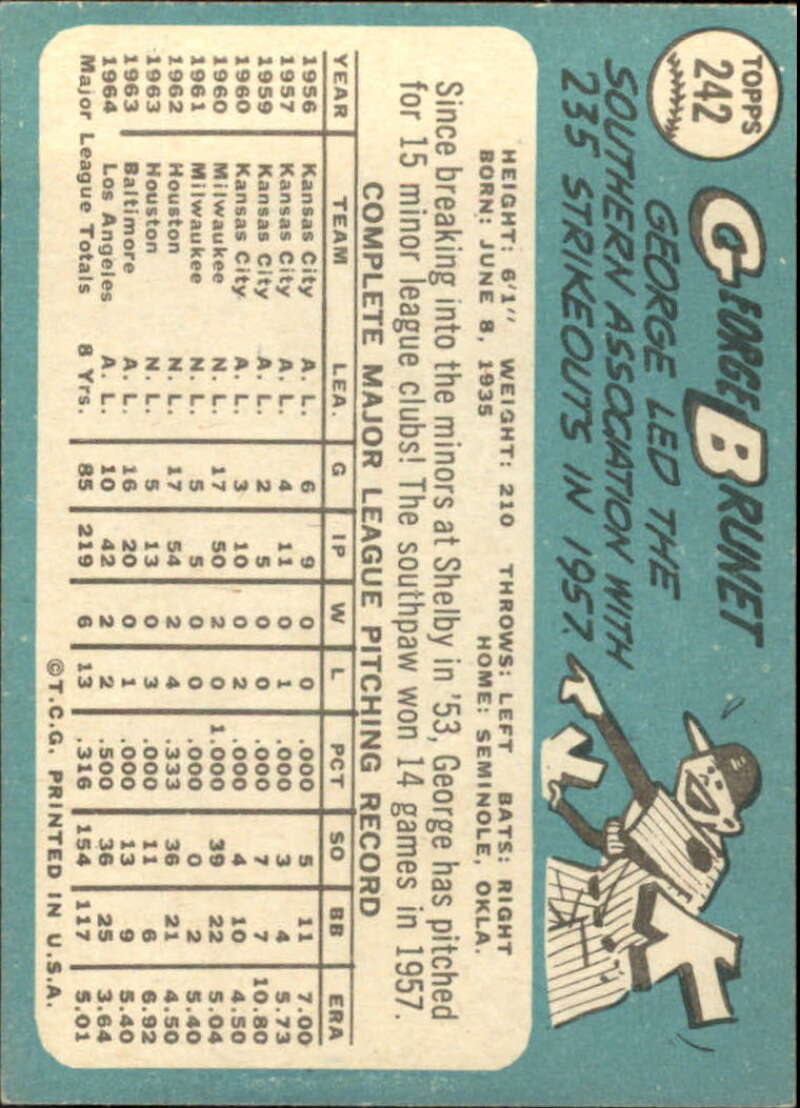 TOPPS
242
GEORGE BRUNET
GEORGE LED THE
SOUTHERN ASSOCIATION WITH
235 STRIKEOUTS IN 1957.
K
K
HEIGHT: 6'1" WEIGHT: 210 THROWS: LEFT BATS: RIGHT
BORN: JUNE 8, 1935 HOME: SEMINOLE, OKLA.
Since breaking into the minors at Shelby in '53, George has pitched
for 15 minor league clubs! The southpaw won 14 games in 1957.
COMPLETE MAJOR LEAGUE PITCHING RECORD
YEAR TEAM LEA. G IP W L PCT SO BB ERA
1956 Kansas City A. L. 6 9 0 0 .000 5 11 7.00
1957 Kansas City A. L. 4 11 0 1 .000 3 4 5.73
1959 Kansas City A. L. 2 5 0 0 .000 7 7 10.80
1960 Kansas City A. L. 3 10 0 2 .000 4 10 4.50
1960 Milwaukee N. L. 17 50 2 0 1.000 39 22 5.04
1961 Milwaukee N. L. 5 5 0 0 .000 0 2 5.40
1962 Houston N. L. 17 54 2 4 .333 36 21 4.50
1963 Houston N. L. 5 13 0 3 .000 11 6 6.92
1963 Baltimore A. L. 16 20 0 1 .000 13 9 5.40
1964 Los Angeles A. L. 10 42 2 2 .500 36 25 3.64
Major League Totals 8 Yrs. 85 219 6 13 .316 154 117 5.01
©T.C.G. PRINTED IN U.S.A.